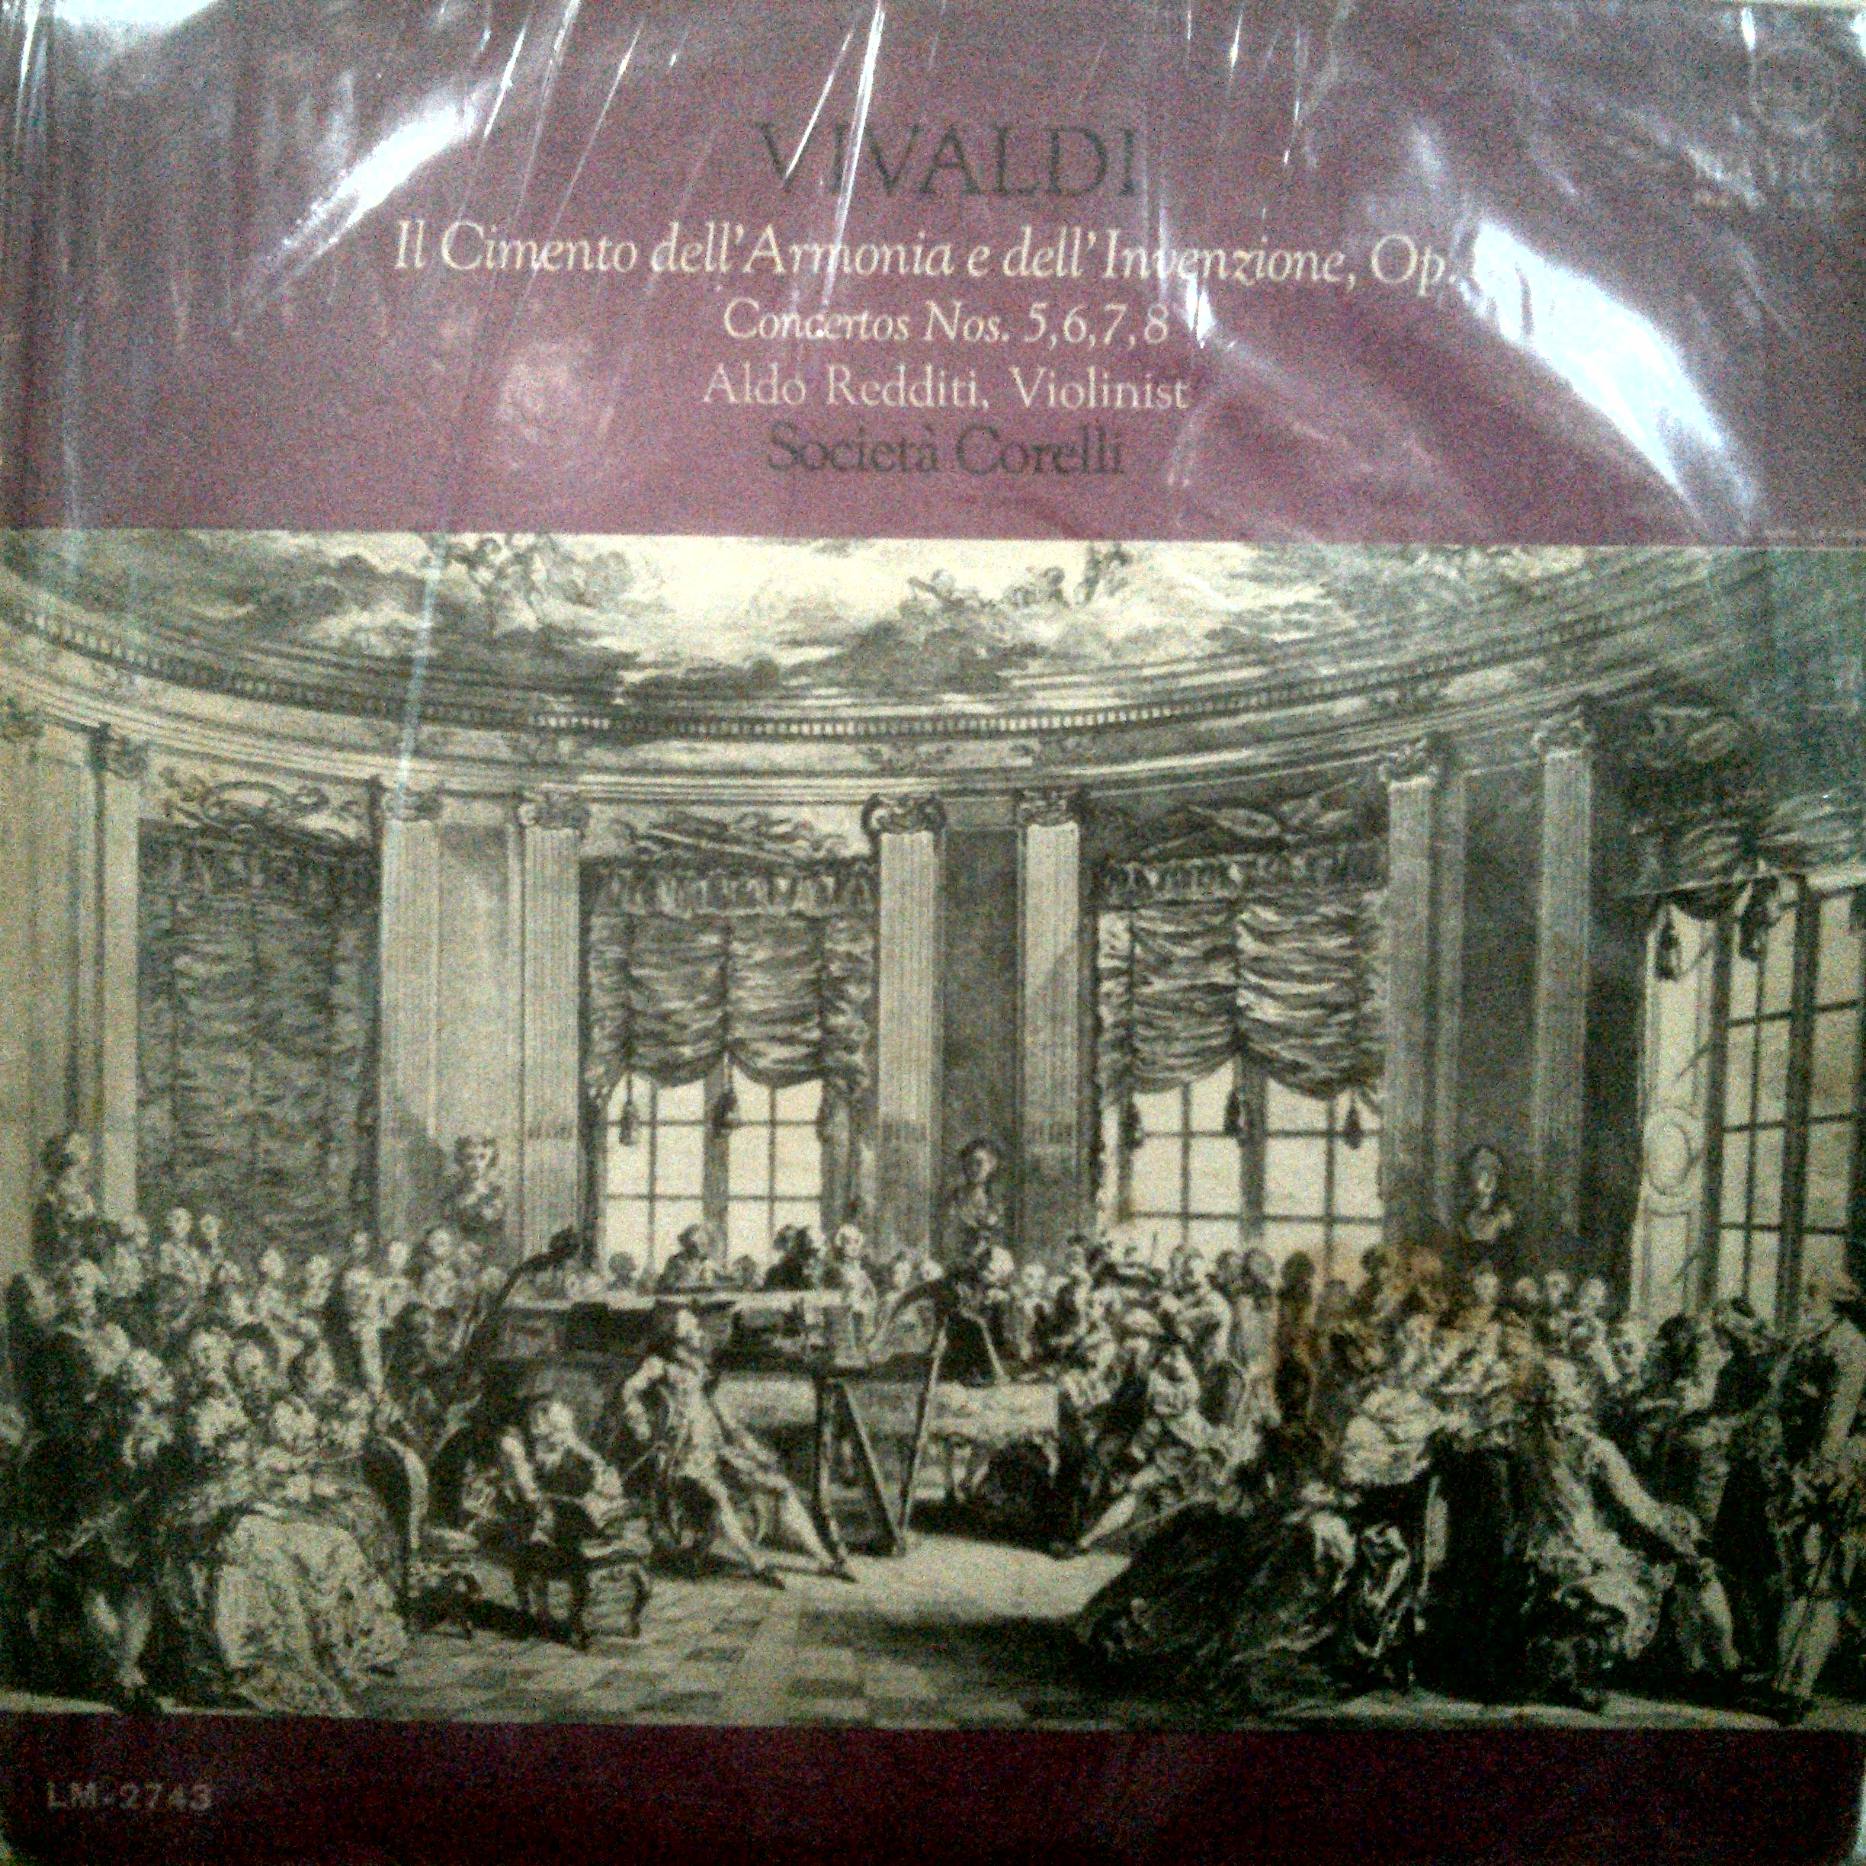 VIVALDI
Il Cimento dell'Armonia e dell'Invenzione, Op.
Concertos Nos. 5,6,7,8
Aldo Redditi, Violinist
Società Corelli
LM-2743